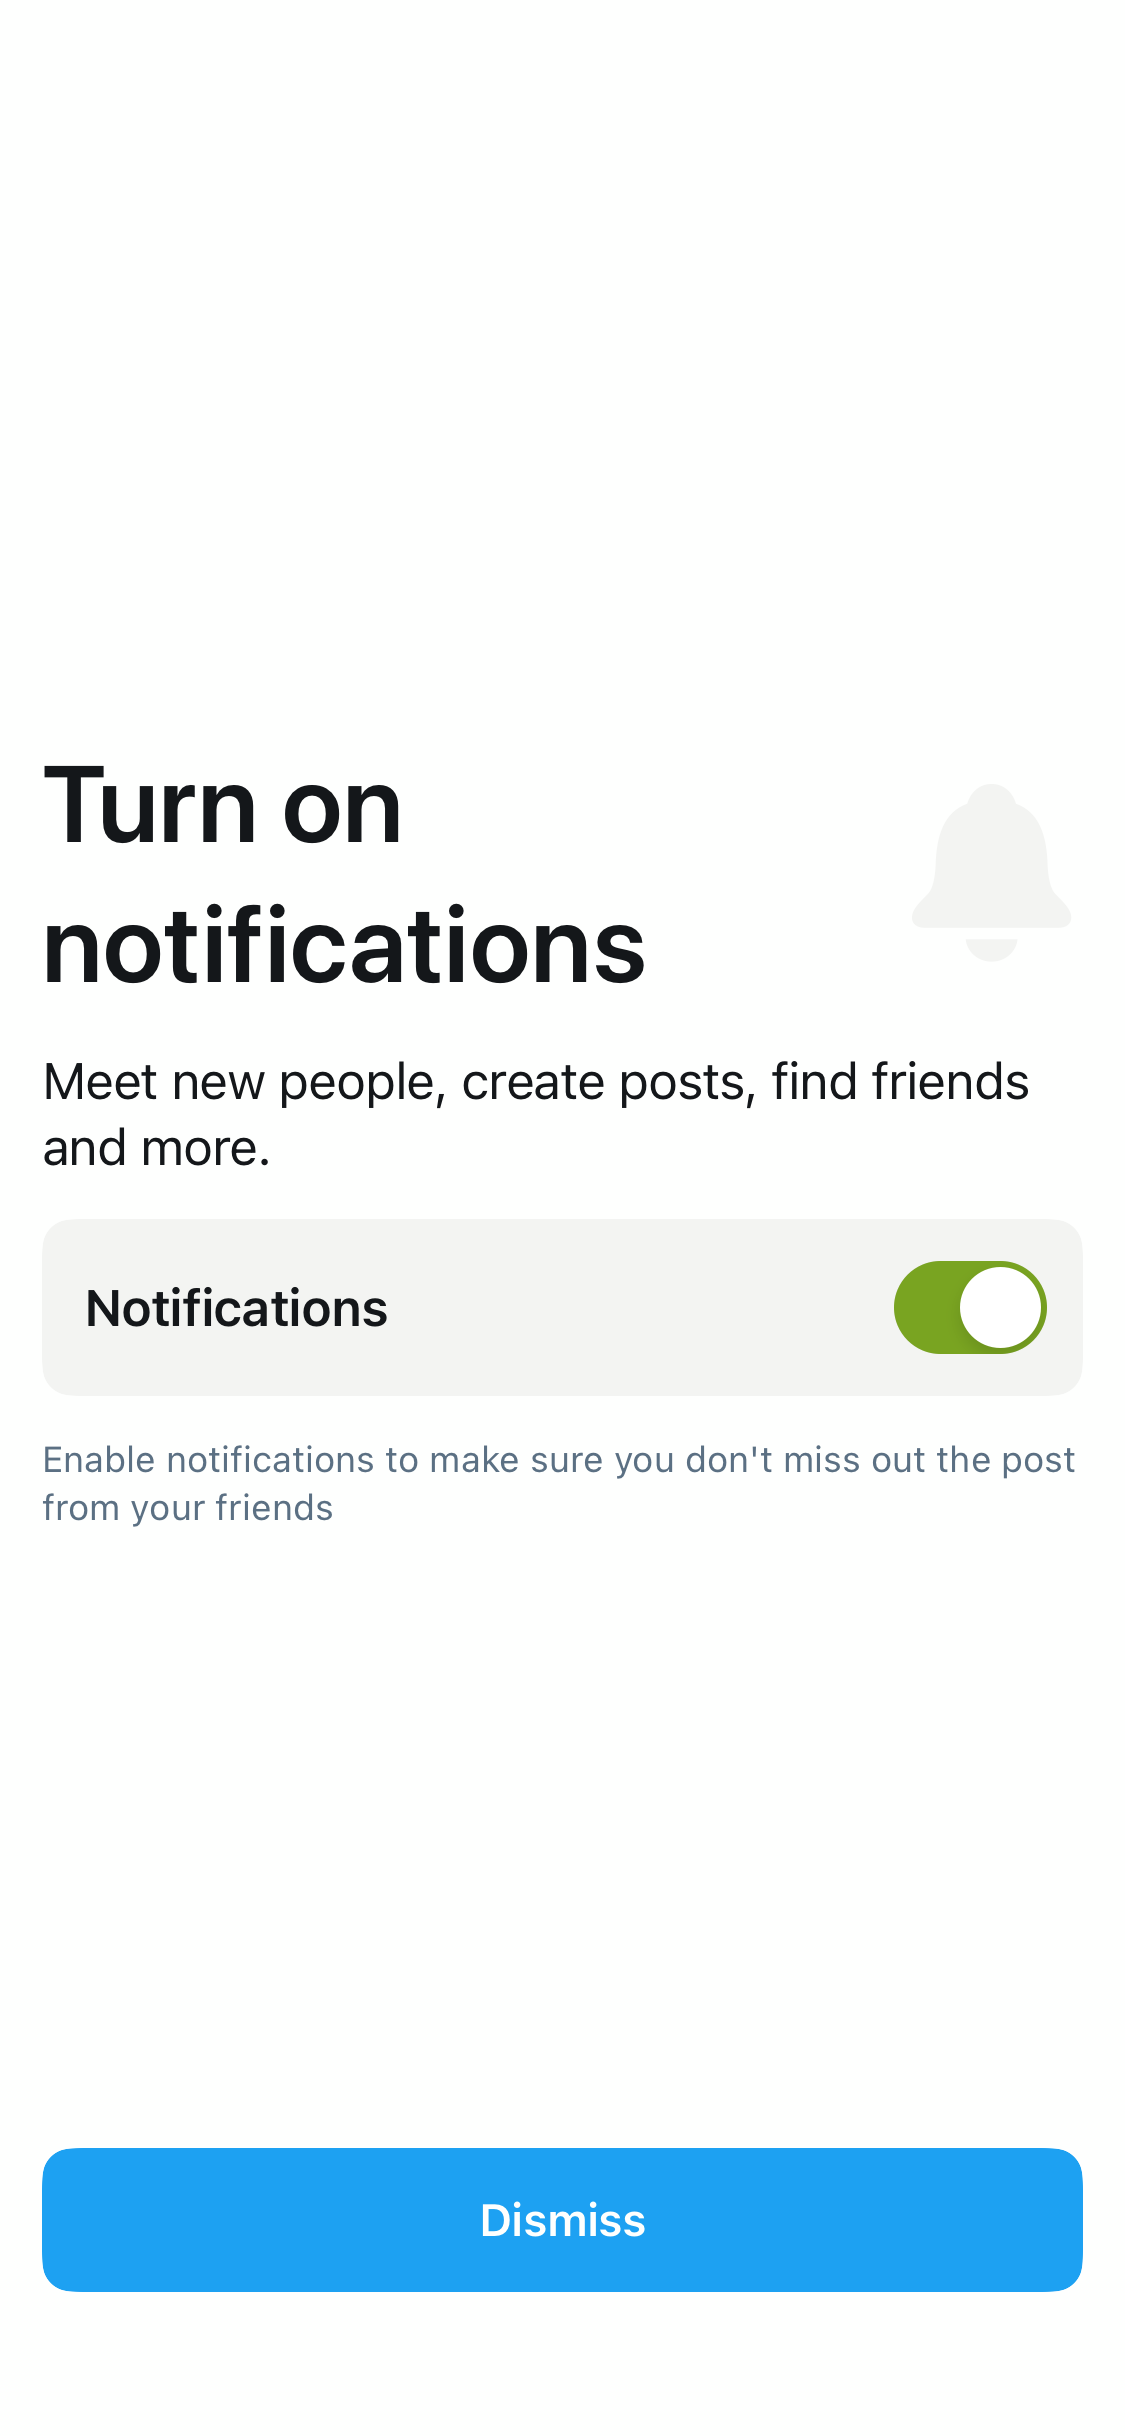 Turn on
notifications
Meet new people, create posts, find friends
and more.
Notifications
Enable notifications to make sure you don't miss out the post
from your friends
Dismiss